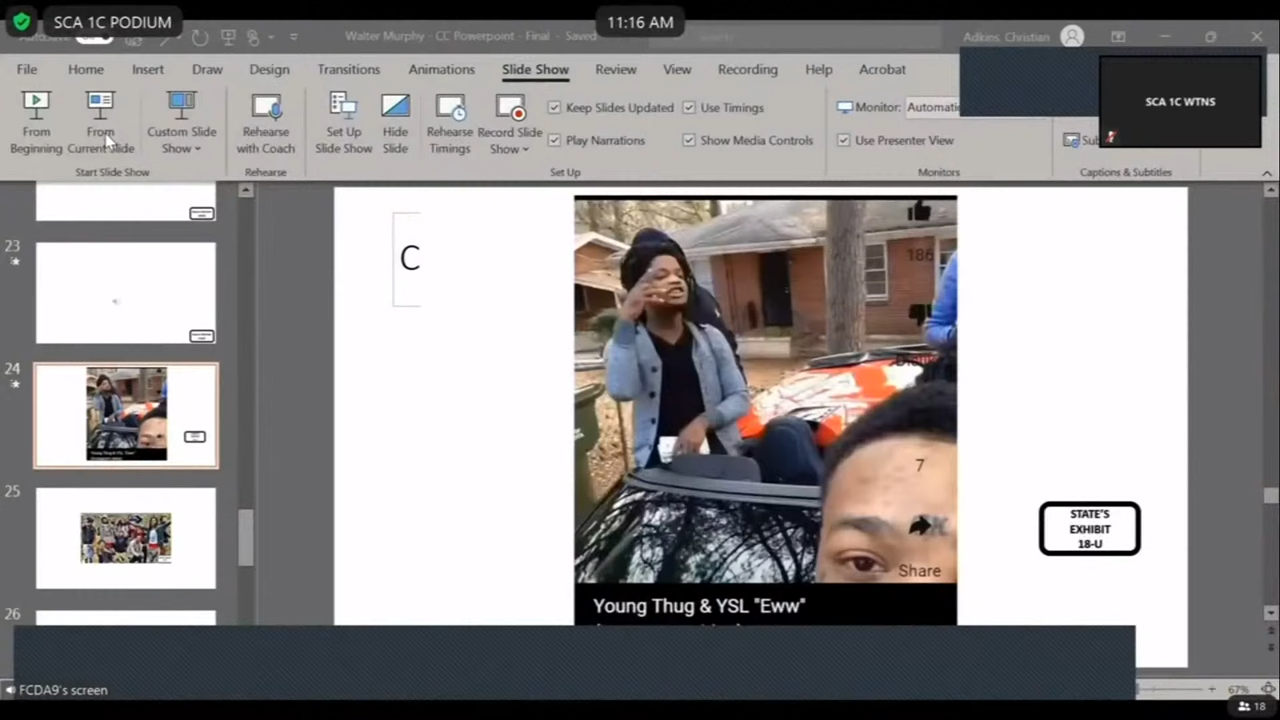 SCA 1C PODIUM
11:16 AM
Walter Murphy - CC Powerpoint - Final - Saved
Adkins, Christian
File Home Insert Draw Design Transitions Animations Slide Show Review View Recording Help Acrobat
From Beginning
From Current Slide
Custom Slide Show
Start Slide Show
Rehearse with Coach
Rehearse
Set Up Slide Show
Hide Slide
Rehearse Timings
Record Slide Show
Keep Slides Updated
Play Narrations
Use Timings
Show Media Controls
Set Up
Monitor:
Use Presenter View
Monitors
Captions & Subtitles
SCA 1C WTNS
23
24
25
26
C
186
7
Share
Young Thug & YSL "Eww"
STATE'S
EXHIBIT
18-U
FCDA9's screen
67%
18